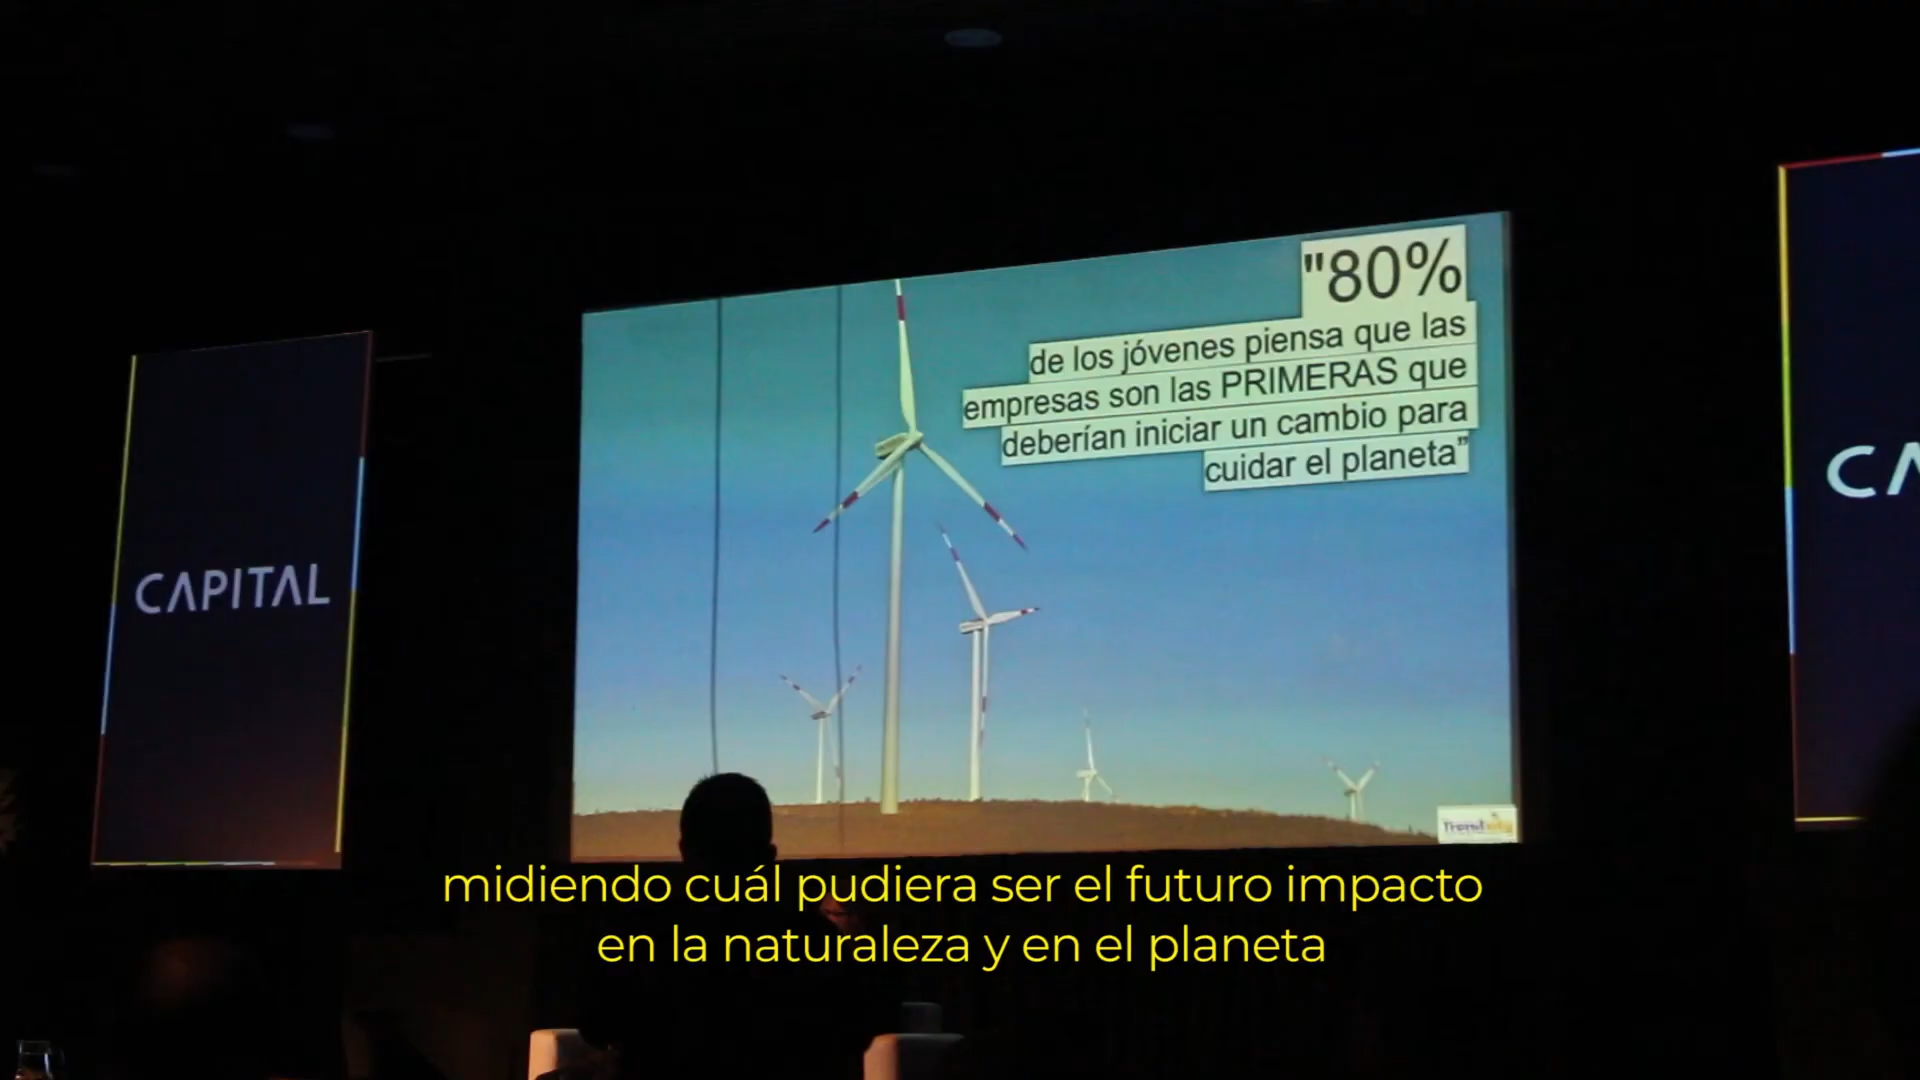 "80%
de los jóvenes piensa que las
empresas son las PRIMERAS que
deberían iniciar un cambio para
cuidar el planeta"
CAPITAL
CA
midiendo cuál pudiera ser el futuro impacto
en la naturaleza y en el planeta